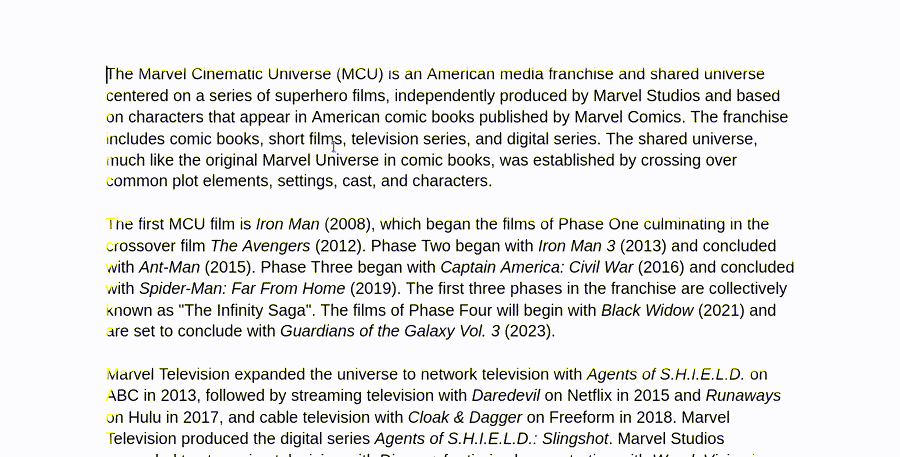 The Marvel Cinematic Universe (MCU) is an American media franchise and shared universe
centered on a series of superhero films, independently produced by Marvel Studios and based
on characters that appear in American comic books published by Marvel Comics. The franchise
includes comic books, short films, television series, and digital series. The shared universe,
much like the original Marvel Universe in comic books, was established by crossing over
common plot elements, settings, cast, and characters.
The first MCU film is Iron Man (2008), which began the films of Phase One culminating in the
crossover film The Avengers (2012). Phase Two began with Iron Man 3 (2013) and concluded
with Ant-Man (2015). Phase Three began with Captain America: Civil War (2016) and concluded
with Spider-Man: Far From Home (2019). The first three phases in the franchise are collectively
known as "The Infinity Saga". The films of Phase Four will begin with Black Widow (2021) and
are set to conclude with Guardians of the Galaxy Vol. 3 (2023).
Marvel Television expanded the universe to network television with Agents of S.H.I.E.L.D. on
ABC in 2013, followed by streaming television with Daredevil on Netflix in 2015 and Runaways
on Hulu in 2017, and cable television with Cloak & Dagger on Freeform in 2018. Marvel
Television produced the digital series Agents of S.H.I.E.L.D.: Slingshot. Marvel Studios